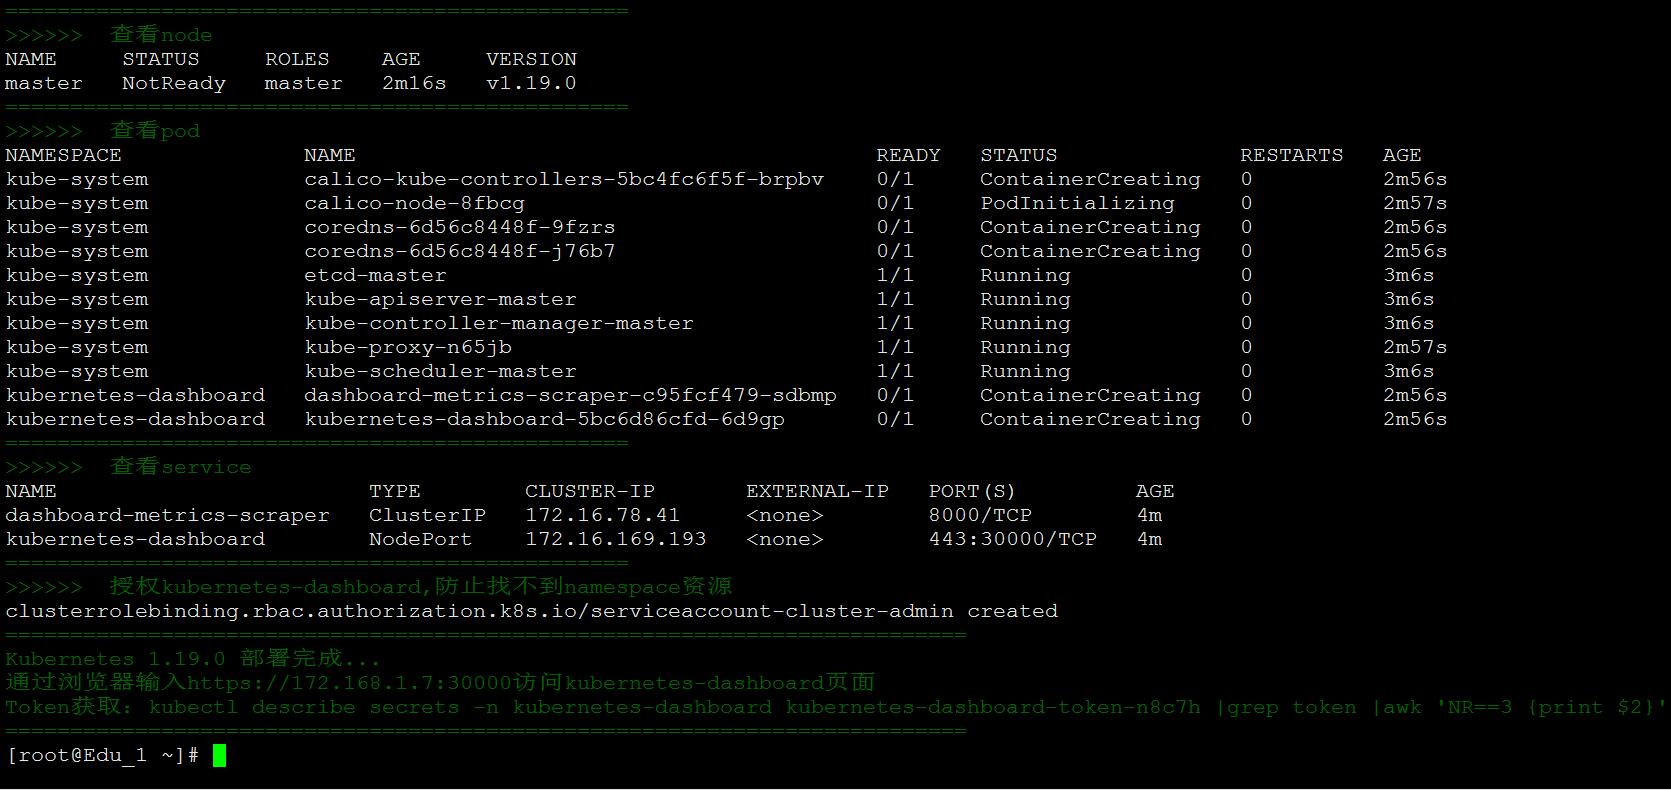 ================================================
>>>>>> 查看node
NAME STATUS ROLES AGE VERSION
master NotReady master 2m16s v1.19.0
================================================
>>>>>> 查看pod
NAMESPACE NAME READY STATUS RESTARTS AGE
kube-system calico-kube-controllers-5bc4fc6f5f-brpbv 0/1 ContainerCreating 0 2m56s
kube-system calico-node-8fbcg 0/1 PodInitializing 0 2m57s
kube-system coredns-6d56c8448f-9fzrs 0/1 ContainerCreating 0 2m56s
kube-system coredns-6d56c8448f-j76b7 0/1 ContainerCreating 0 2m56s
kube-system etcd-master 1/1 Running 0 3m6s
kube-system kube-apiserver-master 1/1 Running 0 3m6s
kube-system kube-controller-manager-master 1/1 Running 0 3m6s
kube-system kube-proxy-n65jb 1/1 Running 0 2m57s
kube-system kube-scheduler-master 1/1 Running 0 3m6s
kubernetes-dashboard dashboard-metrics-scraper-c95fcf479-sdbmp 0/1 ContainerCreating 0 2m56s
kubernetes-dashboard kubernetes-dashboard-5bc6d86cfd-6d9gp 0/1 ContainerCreating 0 2m56s
================================================
>>>>>> 查看service
NAME TYPE CLUSTER-IP EXTERNAL-IP PORT(S) AGE
dashboard-metrics-scraper ClusterIP 172.16.78.41 <none> 8000/TCP 4m
kubernetes-dashboard NodePort 172.16.169.193 <none> 443:30000/TCP 4m
================================================
>>>>>> 授权kubernetes-dashboard,防止找不到namespace资源
clusterrolebinding.rbac.authorization.k8s.io/serviceaccount-cluster-admin created
==========================================================================
Kubernetes 1.19.0 部署完成...
通过浏览器输入https://172.168.1.7:30000访问kubernetes-dashboard页面
Token获取: kubectl describe secrets -n kubernetes-dashboard kubernetes-dashboard-token-n8c7h |grep token |awk 'NR==3 {print $2}'
==========================================================================
[root@Edu_1 ~]#